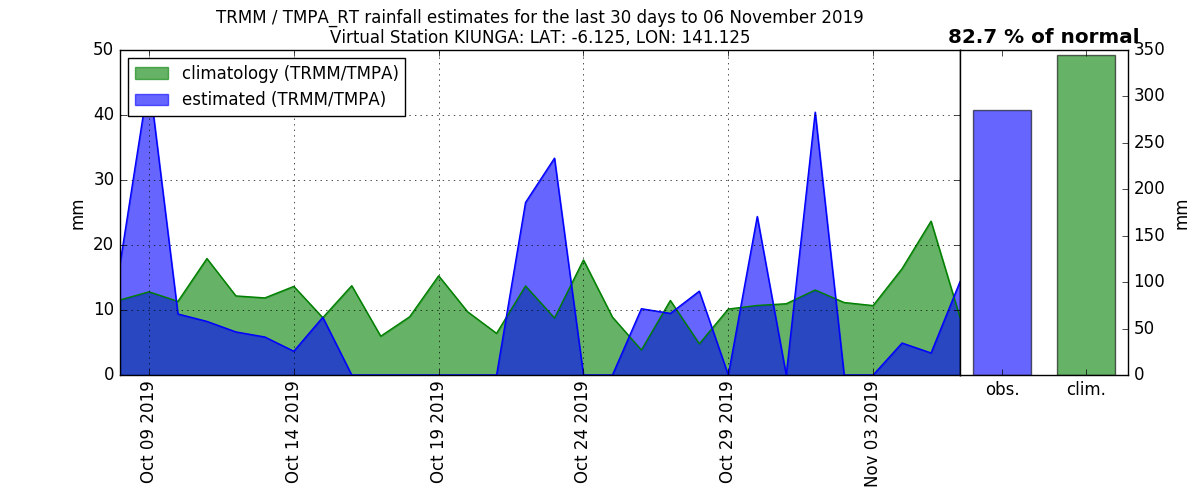 TRMM / TMPA_RT rainfall estimates for the last 30 days to 06 November 2019
Virtual Station KIUNGA: LAT: -6.125, LON: 141.125
82.7 % of normal
climatology (TRMM/TMPA)
estimated (TRMM/TMPA)
50
40
30
20
10
0
mm
Oct 09 2019
Oct 14 2019
Oct 19 2019
Oct 24 2019
Oct 29 2019
Nov 03 2019
obs.
clim.
350
300
250
200
150
100
50
0
mm